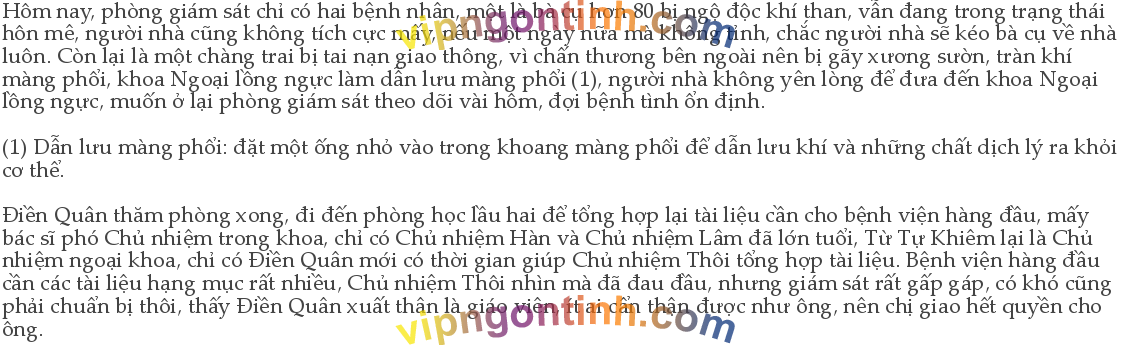 Hôm nay, phòng giám sát chỉ có hai bệnh nhân, một là bà cụ hơn 80 bị ngộ độc khí than, vẫn đang trong trạng thái
hôn mê, người nhà cũng không tích cực mấy, nếu một ngày nữa mà không tỉnh, chắc người nhà sẽ kéo bà cụ về nhà
luôn. Còn lại là một chàng trai bị tai nạn giao thông, vì chấn thương bên ngoài nên bị gãy xương sườn, tràn khí
màng phổi, khoa Ngoại lồng ngực làm dẫn lưu màng phổi (1), người nhà không yên lòng để đưa đến khoa Ngoại
lồng ngực, muốn ở lại phòng giám sát theo dõi vài hôm, đợi bệnh tình ổn định.
(1) Dẫn lưu màng phổi: đặt một ống nhỏ vào trong khoang màng phổi để dẫn lưu khí và những chất dịch lý ra khỏi
cơ thể.
Điền Quân thăm phòng xong, đi đến phòng học lầu hai để tổng hợp lại tài liệu cần cho bệnh viện hàng đầu, mấy
bác sĩ phó Chủ nhiệm trong khoa, chỉ có Chủ nhiệm Hàn và Chủ nhiệm Lâm đã lớn tuổi, Từ Tự Khiêm lại là Chủ
nhiệm ngoại khoa, chỉ có Điền Quân mới có thời gian giúp Chủ nhiệm Thôi tổng hợp tài liệu. Bệnh viện hàng đầu
cần các tài liệu hạng mục rất nhiều, Chủ nhiệm Thôi nhìn mà đã đau đầu, nhưng giám sát rất gấp gáp, có khó cũng
phải chuẩn bị thôi, thấy Điền Quân xuất thân là giáo viên, ít ai cẩn thận được như ông, nên chị giao hết quyền cho
ông.
vipngontinh.com
vipngontinh.com